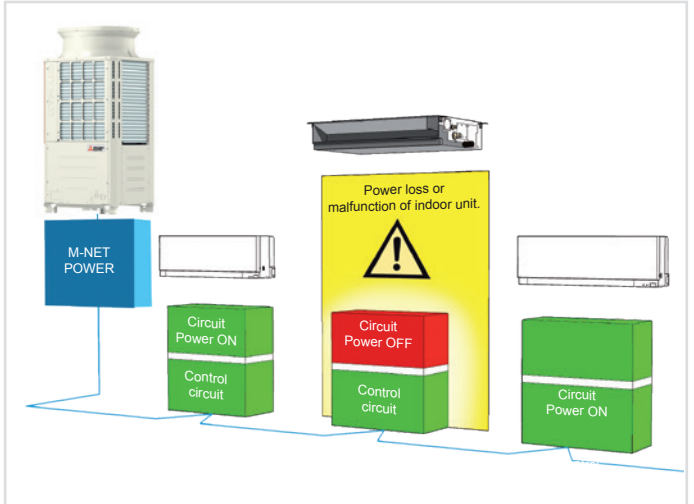 Power loss or
malfunction of indoor unit.
M-NET
POWER
Circuit
Power ON
Control
circuit
Circuit
Power OFF
Control
circuit
Circuit
Power ON